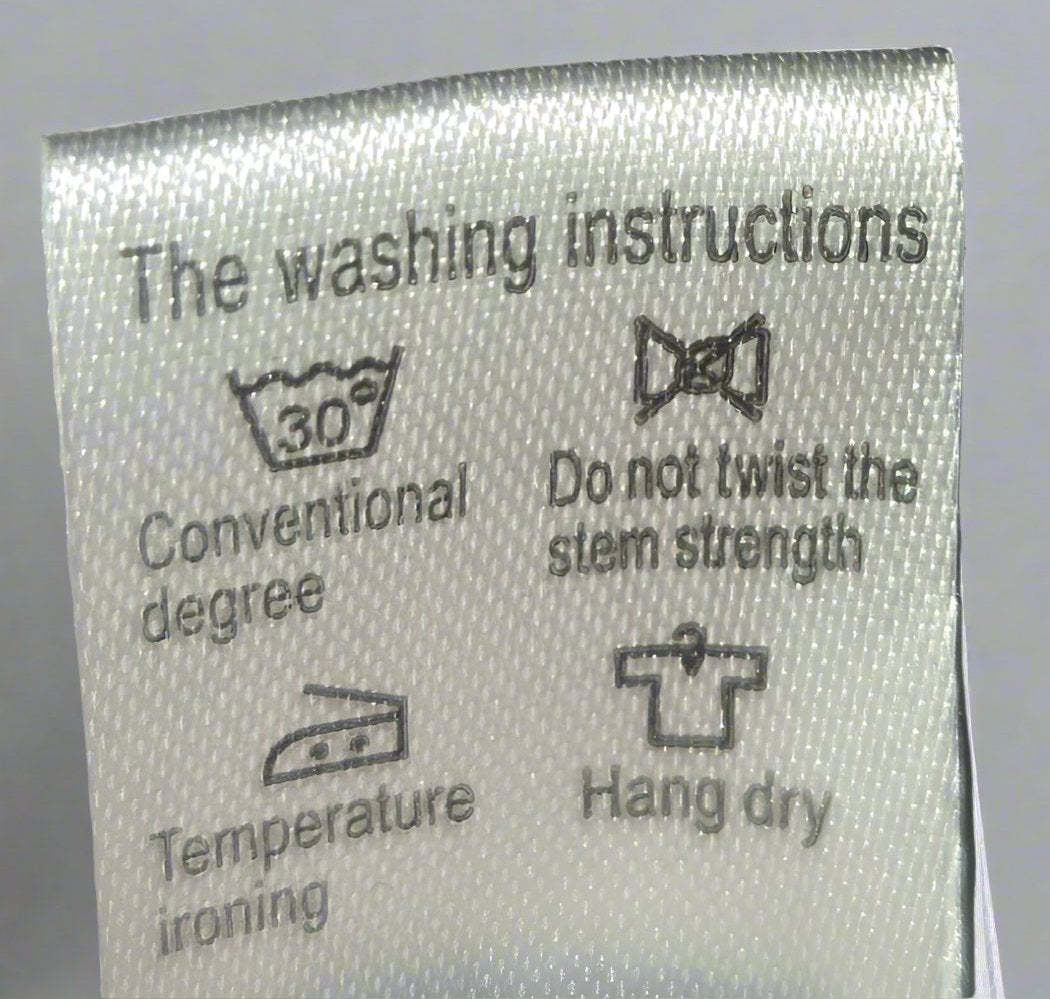 The washing instructions
30°
Conventional
degree
Do not twist the
stem strength
Temperature
ironing
Hang dry